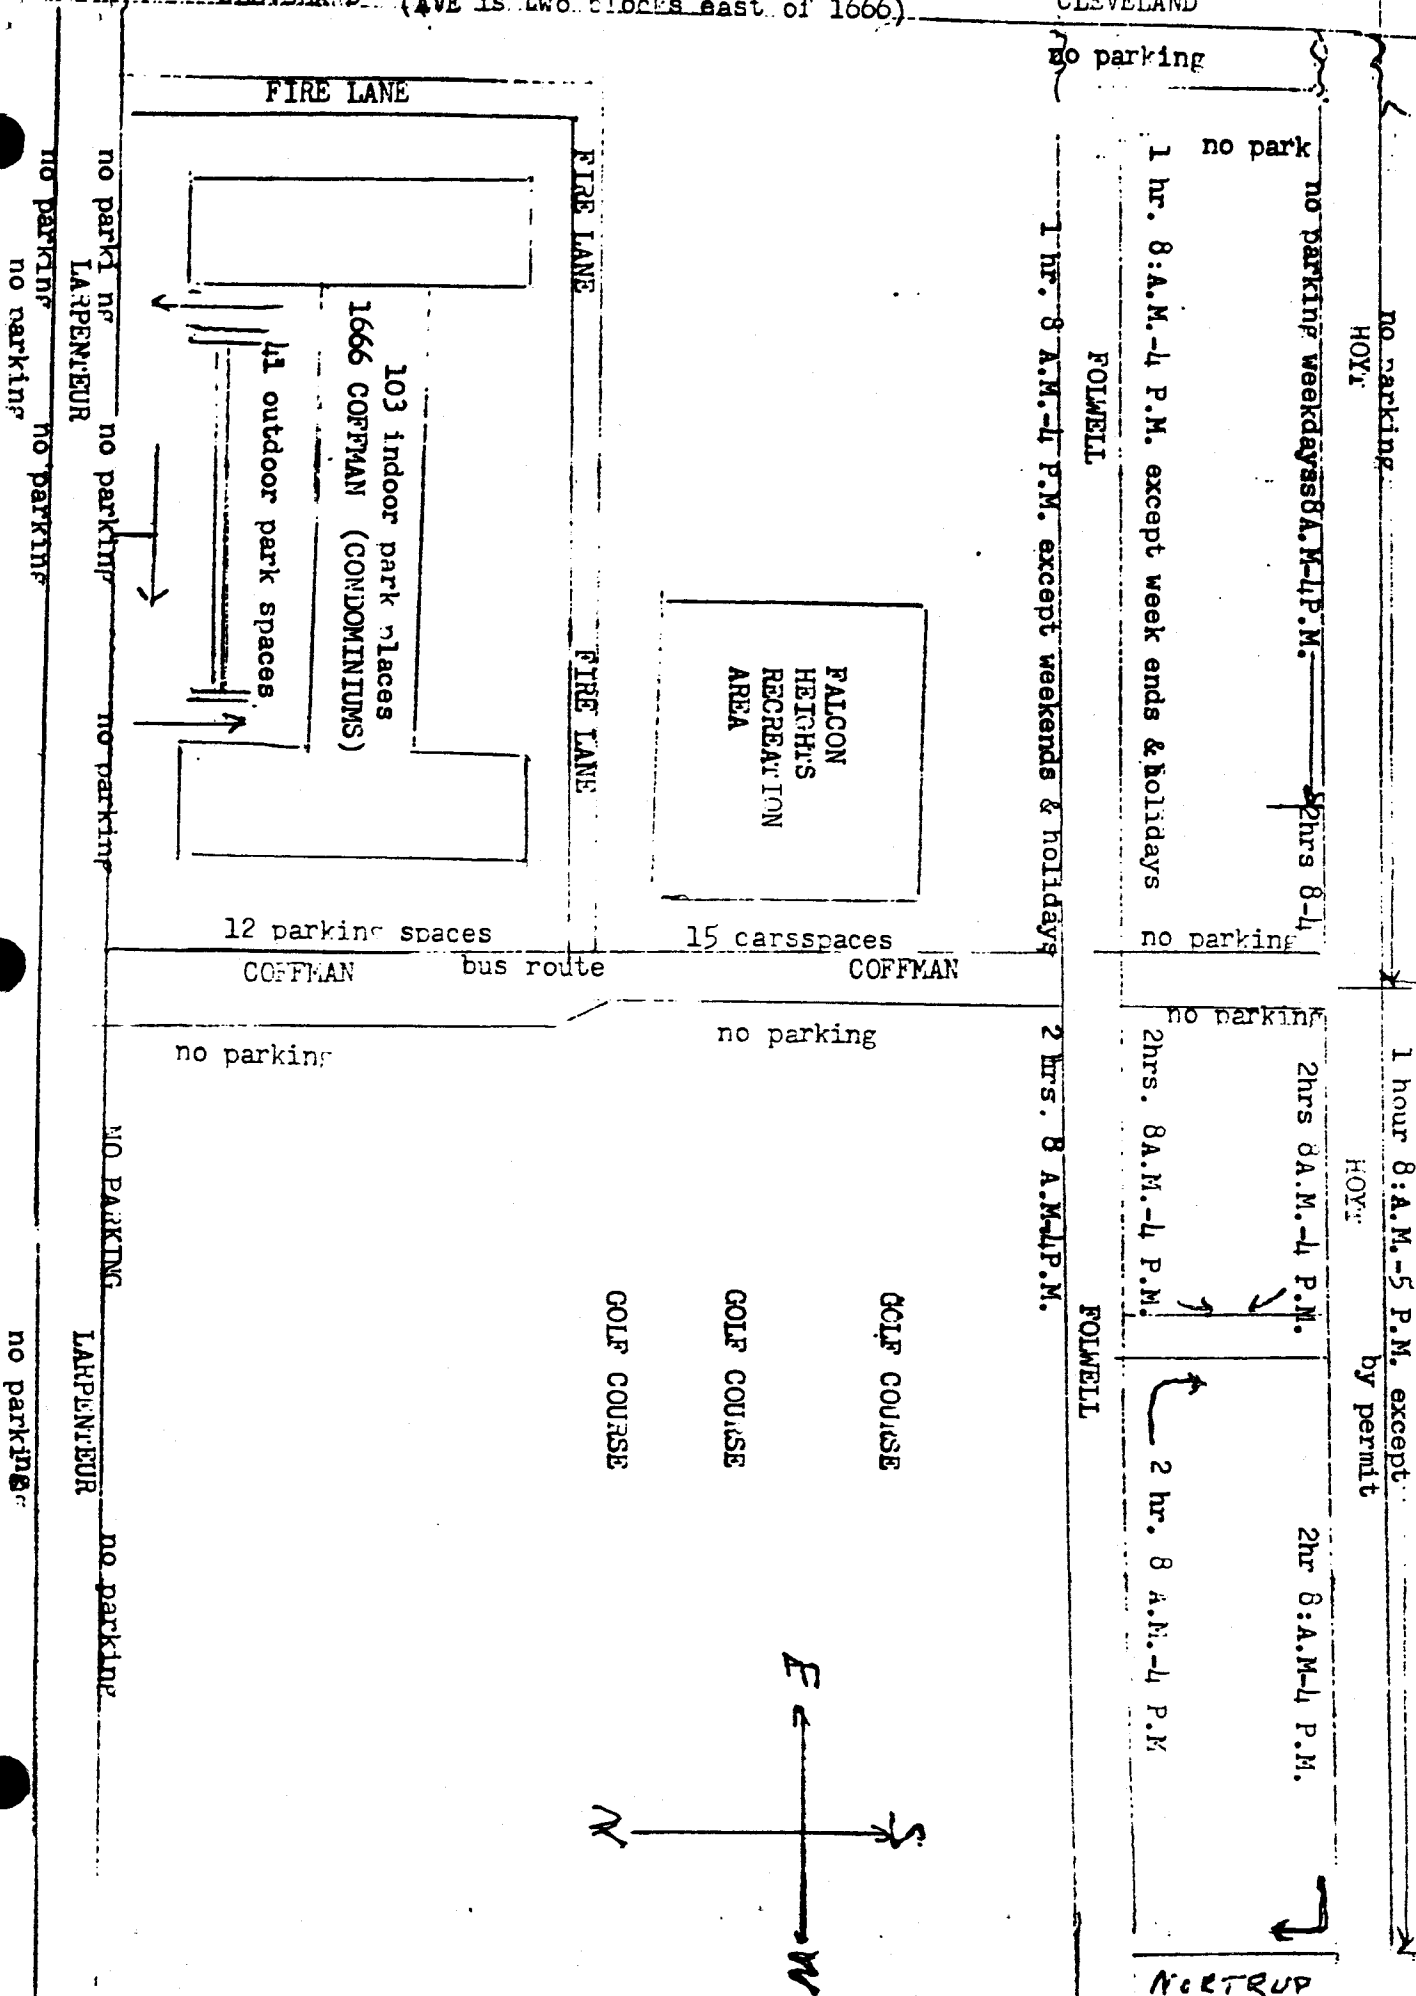 (AVE is two blocks east of 1666)
CLEVELAND
no parking
FIRE LANE
no park
FIRE LANE
no parki ng
no parking
no parking
LARPENTEUR
no parking
no parking
no parking
41 outdoor park spaces
1666 COFFMAN (CONDOMINIUMS)
103 indoor park places
FIRE LANE
FALCON
HEIGHTS
RECREATION
AREA
1 hr. 8 A.M.-4 P.M. except weekends & holidays
FOLWELL
1 hr. 8:A.M.-4 P.M. except week ends & holidays
no parking weekdayss8A.M-4P.M.
2hrs 8-4
HOYT
no parking
12 parking spaces
15 carsspaces
no parking
COFFMAN
bus route
COFFMAN
no parking
no parking
no parking
no parking
NO PARKING
LARPENTEUR
no parking
no parking
GOLF COURSE
GOLF COURSE
GOLF COURSE
2 hrs. 8 A.M-4P.M.
FOLWELL
2hrs. 8A.M.-4 P.M.
2hrs 8A.M.-4 P.M.
HOYT
1 hour 8:A.M.-5 P.M. except
by permit
2 hr. 8 A.M.-4 P.M
2hr 8:A.M-4 P.M.
E
N
S
W
NORTRUP